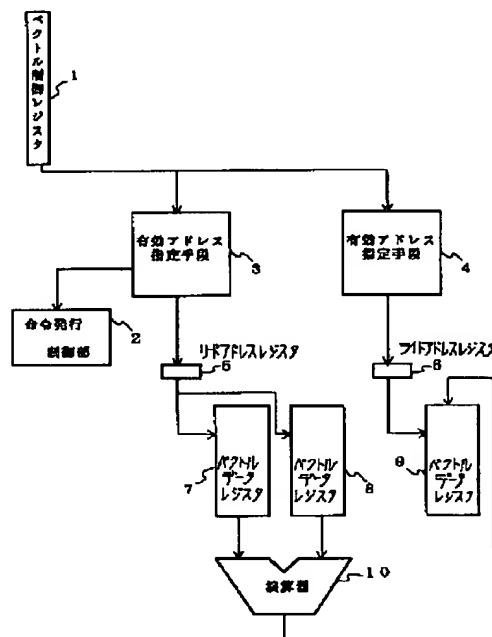 ベクトル制御レジスタ
1
有効アドレス
指定手段
3
有効アドレス
指定手段
4
命令発行
制御部
2
リードアドレスレジスタ
5
ライトアドレスレジスタ
6
ベクトル
データ
レジスタ
7
ベクトル
データ
レジスタ
8
ベクトル
データ
レジスタ
9
演算器
10